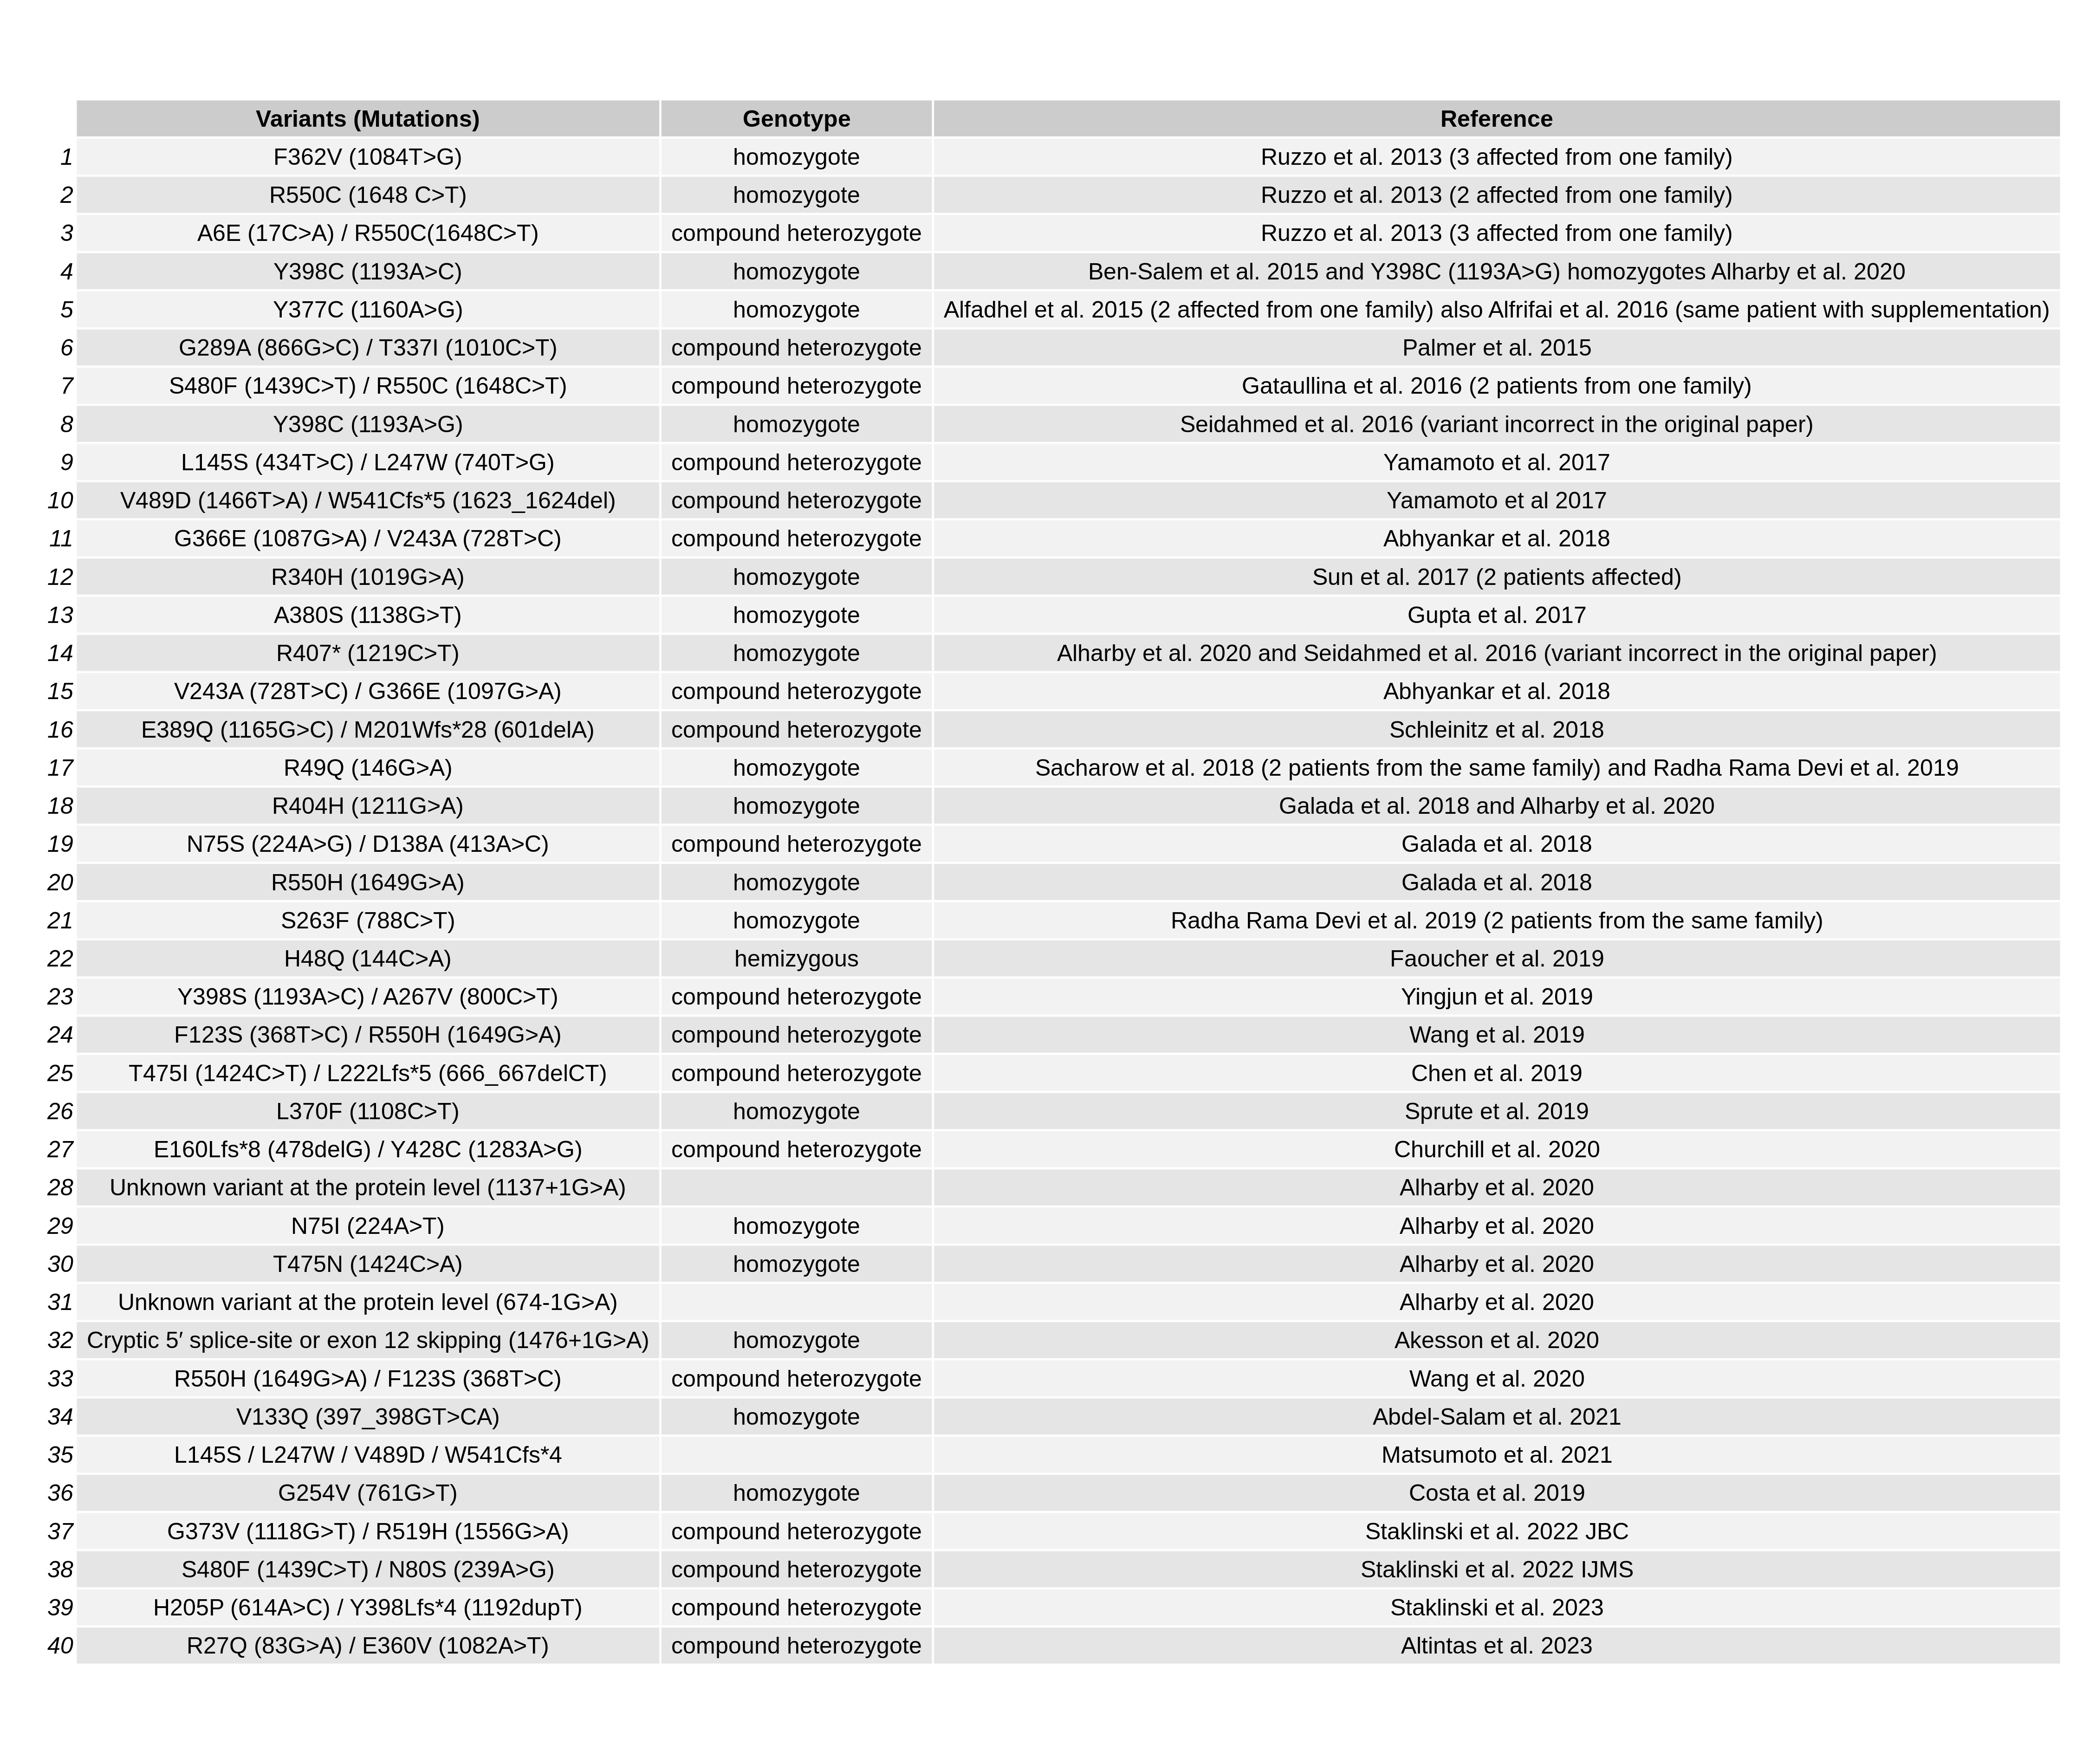 Variants (Mutations) Genotype Reference
1 F362V (1084T>G) homozygote Ruzzo et al. 2013 (3 affected from one family)
2 R550C (1648 C>T) homozygote Ruzzo et al. 2013 (2 affected from one family)
3 A6E (17C>A) / R550C(1648C>T) compound heterozygote Ruzzo et al. 2013 (3 affected from one family)
4 Y398C (1193A>C) homozygote Ben-Salem et al. 2015 and Y398C (1193A>G) homozygotes Alharby et al. 2020
5 Y377C (1160A>G) homozygote Alfadhel et al. 2015 (2 affected from one family) also Alfrifai et al. 2016 (same patient with supplementation)
6 G289A (866G>C) / T337I (1010C>T) compound heterozygote Palmer et al. 2015
7 S480F (1439C>T) / R550C (1648C>T) compound heterozygote Gataullina et al. 2016 (2 patients from one family)
8 Y398C (1193A>G) homozygote Seidahmed et al. 2016 (variant incorrect in the original paper)
9 L145S (434T>C) / L247W (740T>G) compound heterozygote Yamamoto et al. 2017
10 V489D (1466T>A) / W541Cfs*5 (1623_1624del) compound heterozygote Yamamoto et al 2017
11 G366E (1087G>A) / V243A (728T>C) compound heterozygote Abhyankar et al. 2018
12 R340H (1019G>A) homozygote Sun et al. 2017 (2 patients affected)
13 A380S (1138G>T) homozygote Gupta et al. 2017
14 R407* (1219C>T) homozygote Alharby et al. 2020 and Seidahmed et al. 2016 (variant incorrect in the original paper)
15 V243A (728T>C) / G366E (1097G>A) compound heterozygote Abhyankar et al. 2018
16 E389Q (1165G>C) / M201Wfs*28 (601delA) compound heterozygote Schleinitz et al. 2018
17 R49Q (146G>A) homozygote Sacharow et al. 2018 (2 patients from the same family) and Radha Rama Devi et al. 2019
18 R404H (1211G>A) homozygote Galada et al. 2018 and Alharby et al. 2020
19 N75S (224A>G) / D138A (413A>C) compound heterozygote Galada et al. 2018
20 R550H (1649G>A) homozygote Galada et al. 2018
21 S263F (788C>T) homozygote Radha Rama Devi et al. 2019 (2 patients from the same family)
22 H48Q (144C>A) hemizygous Faoucher et al. 2019
23 Y398S (1193A>C) / A267V (800C>T) compound heterozygote Yingjun et al. 2019
24 F123S (368T>C) / R550H (1649G>A) compound heterozygote Wang et al. 2019
25 T475I (1424C>T) / L222Lfs*5 (666_667delCT) compound heterozygote Chen et al. 2019
26 L370F (1108C>T) homozygote Sprute et al. 2019
27 E160Lfs*8 (478delG) / Y428C (1283A>G) compound heterozygote Churchill et al. 2020
28 Unknown variant at the protein level (1137+1G>A) Alharby et al. 2020
29 N75I (224A>T) homozygote Alharby et al. 2020
30 T475N (1424C>A) homozygote Alharby et al. 2020
31 Unknown variant at the protein level (674-1G>A) Alharby et al. 2020
32 Cryptic 5′ splice-site or exon 12 skipping (1476+1G>A) homozygote Akesson et al. 2020
33 R550H (1649G>A) / F123S (368T>C) compound heterozygote Wang et al. 2020
34 V133Q (397_398GT>CA) homozygote Abdel-Salam et al. 2021
35 L145S / L247W / V489D / W541Cfs*4 Matsumoto et al. 2021
36 G254V (761G>T) homozygote Costa et al. 2019
37 G373V (1118G>T) / R519H (1556G>A) compound heterozygote Staklinski et al. 2022 JBC
38 S480F (1439C>T) / N80S (239A>G) compound heterozygote Staklinski et al. 2022 IJMS
39 H205P (614A>C) / Y398Lfs*4 (1192dupT) compound heterozygote Staklinski et al. 2023
40 R27Q (83G>A) / E360V (1082A>T) compound heterozygote Altintas et al. 2023